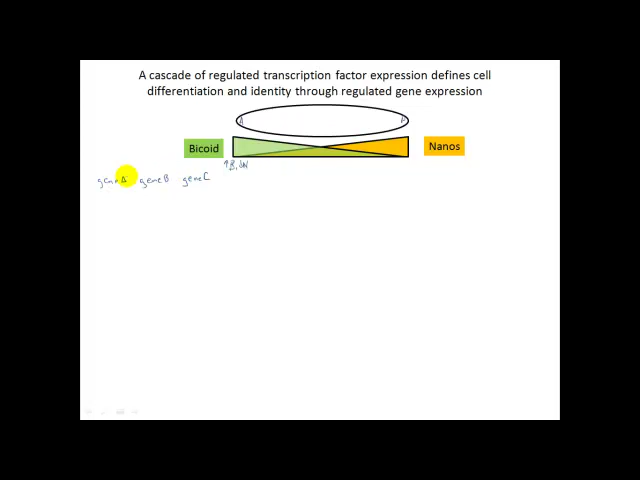 A cascade of regulated transcription factor expression defines cell
differentiation and identity through regulated gene expression
A P
Bicoid Nanos
↑B, ↓N
gene A gene B gene C